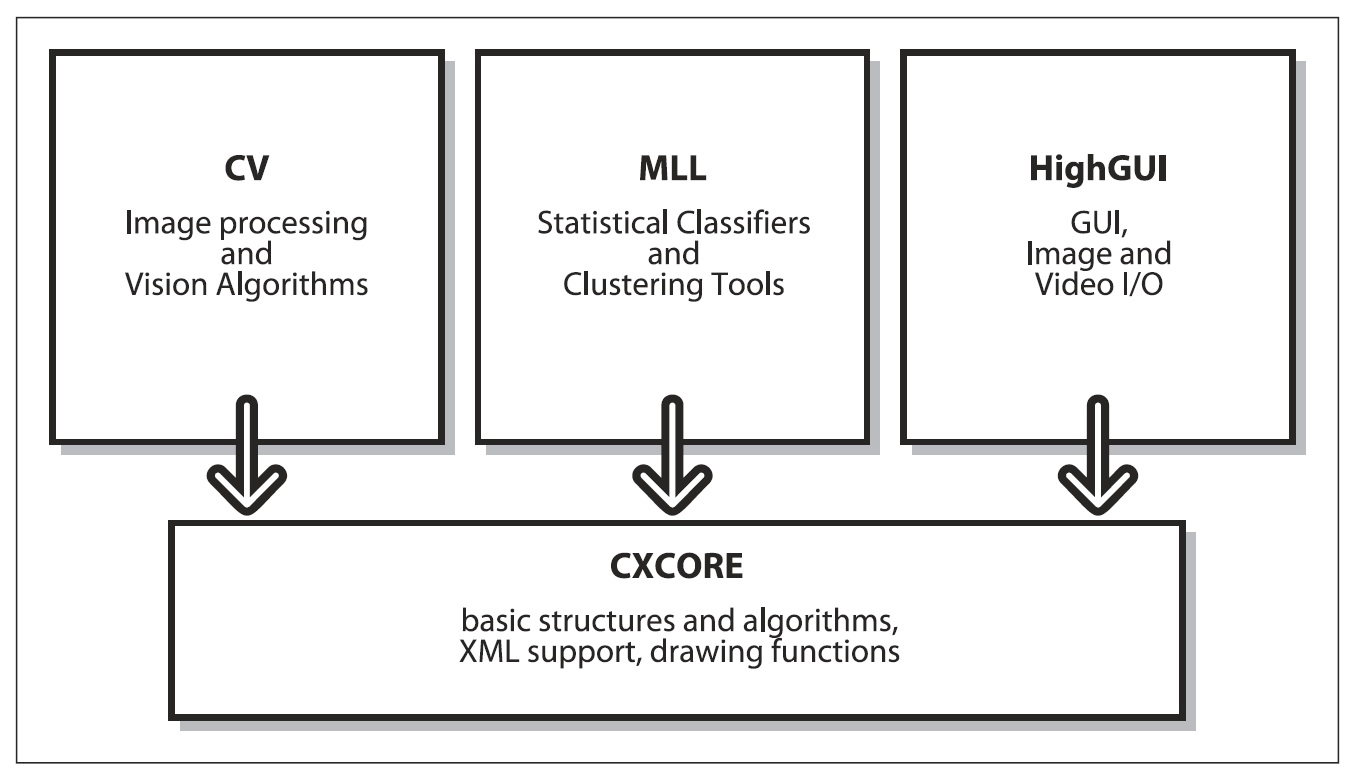 CV
Image processing
and
Vision Algorithms
MLL
Statistical Classifiers
and
Clustering Tools
HighGUI
GUI,
Image and
Video I/O
CXCORE
basic structures and algorithms,
XML support, drawing functions